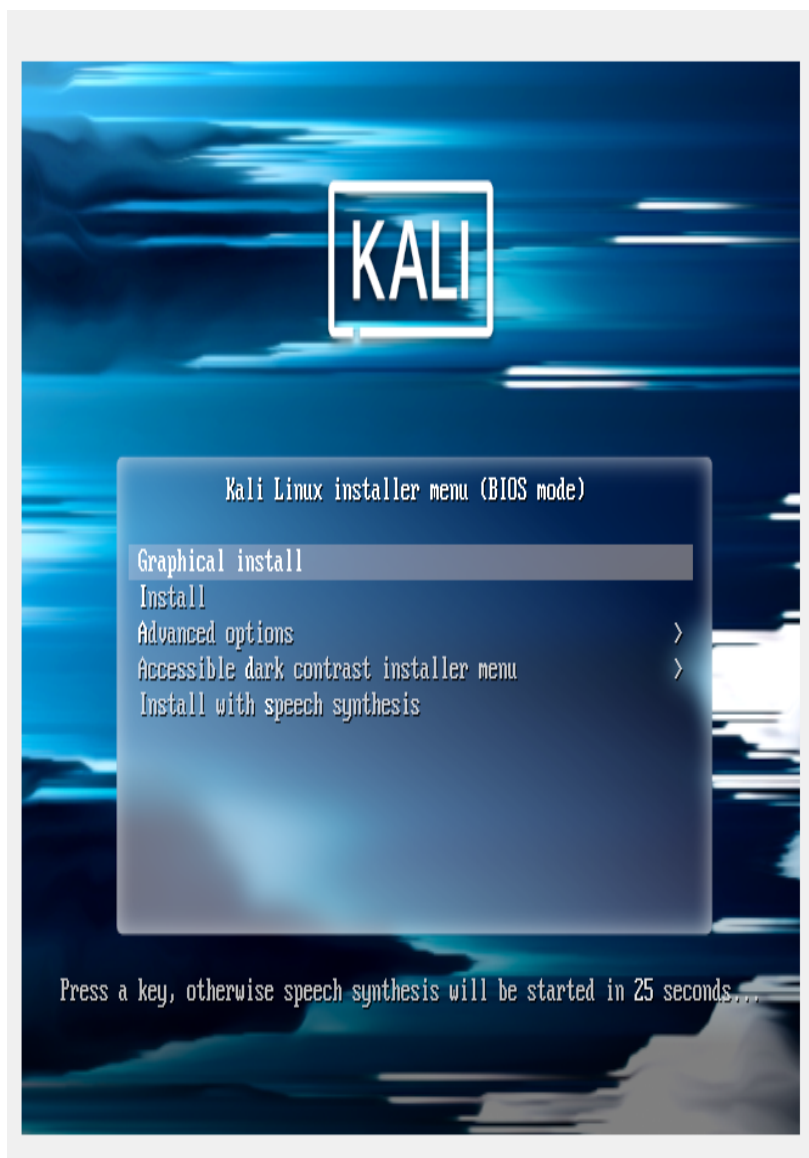 KALI
Kali Linux installer menu (BIOS mode)
Graphical install
Install
Advanced options >
Accessible dark contrast installer menu >
Install with speech synthesis
Press a key, otherwise speech synthesis will be started in 25 seconds...